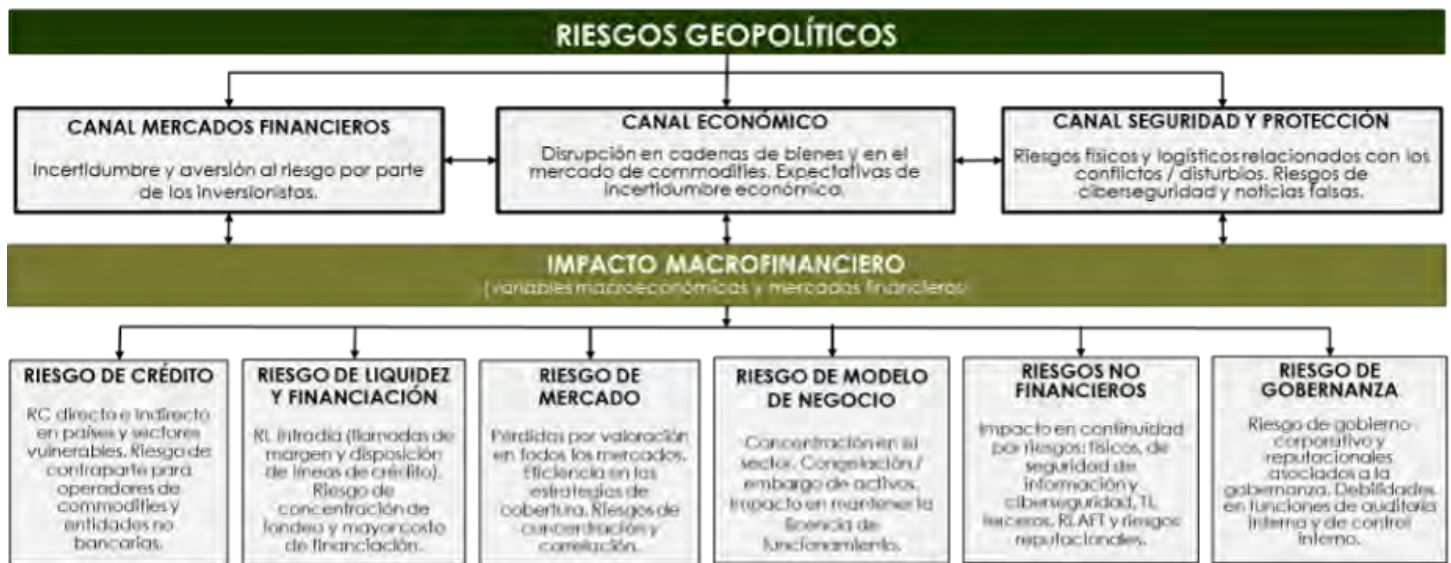 RIESGOS GEOPOLÍTICOS
CANAL MERCADOS FINANCIEROS
Incertidumbre y aversión al riesgo por parte
de los inversionistas.
CANAL ECONÓMICO
Disrupción en cadenas de bienes y en el
mercado de commodities. Expectativas de
incertidumbre económica.
CANAL SEGURIDAD Y PROTECCIÓN
Riesgos físicos y logísticos relacionados con los
conflictos / disturbios. Riesgos de
ciberseguridad y noticias falsas.
IMPACTO MACROFINANCIERO
(variables macroeconómicas y mercados financieros)
RIESGO DE CRÉDITO
RC directo e indirecto
en países y sectores
vulnerables. Riesgo de
contraparte para
operadores de
commodities y
entidades no
bancarias.
RIESGO DE LIQUIDEZ
Y FINANCIACIÓN
RL intradía (llamadas de
margen y disposición
de líneas de crédito).
Riesgo de
concentración de
fondeo y mayor costo
de financiación.
RIESGO DE
MERCADO
Pérdidas por valoración
en todos los mercados.
Eficiencia en las
estrategias de
cobertura. Riesgos de
concentración y
correlación.
RIESGO DE MODELO
DE NEGOCIO
Concentración en su
sector. Congelación /
embargo de activos.
Impacto en mantener la
licencia de
funcionamiento.
RIESGOS NO
FINANCIEROS
Impacto en continuidad
por riesgos: físicos, de
seguridad de
información y
ciberseguridad, TI,
terceros, RLAFT y riesgos
reputacionales.
RIESGO DE
GOBERNANZA
Riesgo de gobierno
corporativo y
reputacionales
asociados a la
gobernanza. Debilidades
en funciones de auditoría
interna y de control
interno.